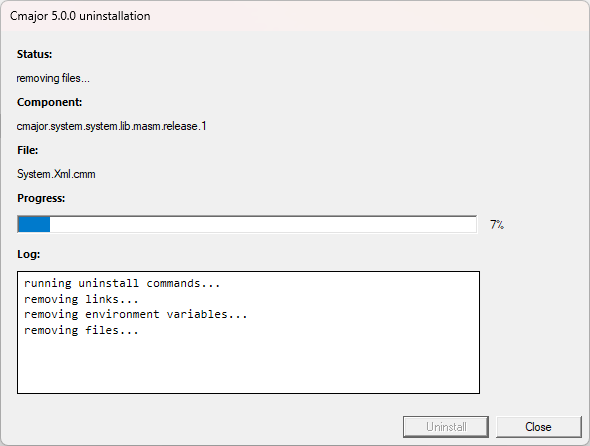 Cmajor 5.0.0 uninstallation
Status:
removing files...
Component:
cmajor.system.system.lib.masm.release.1
File:
System.Xml.cmm
Progress:
7%
Log:
running uninstall commands...
removing links...
removing environment variables...
removing files...
Uninstall
Close